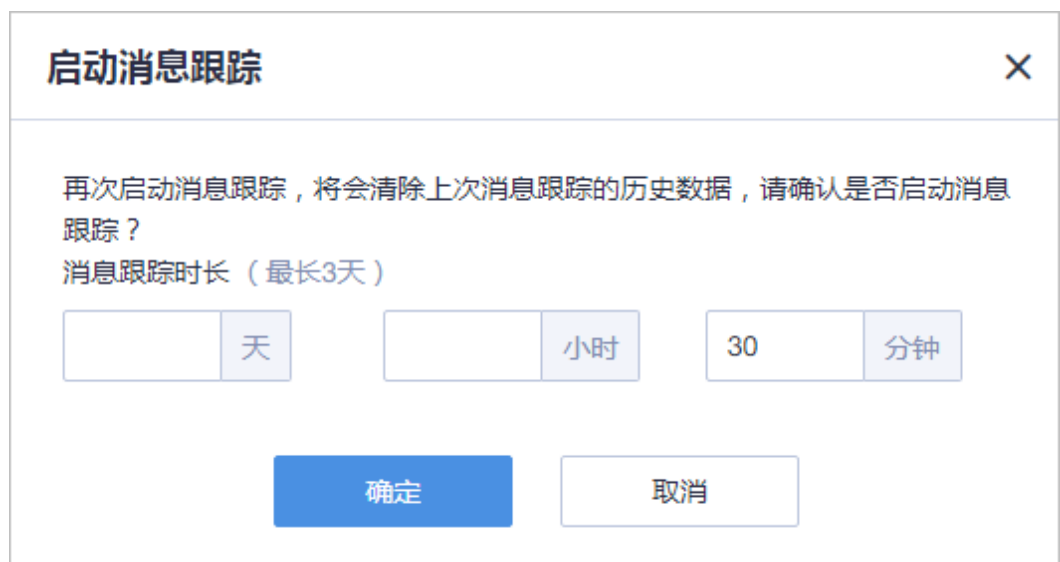 启动消息跟踪
再次启动消息跟踪，将会清除上次消息跟踪的历史数据，请确认是否启动消息
跟踪？
消息跟踪时长（最长3天）
天 小时 30 分钟
确定 取消